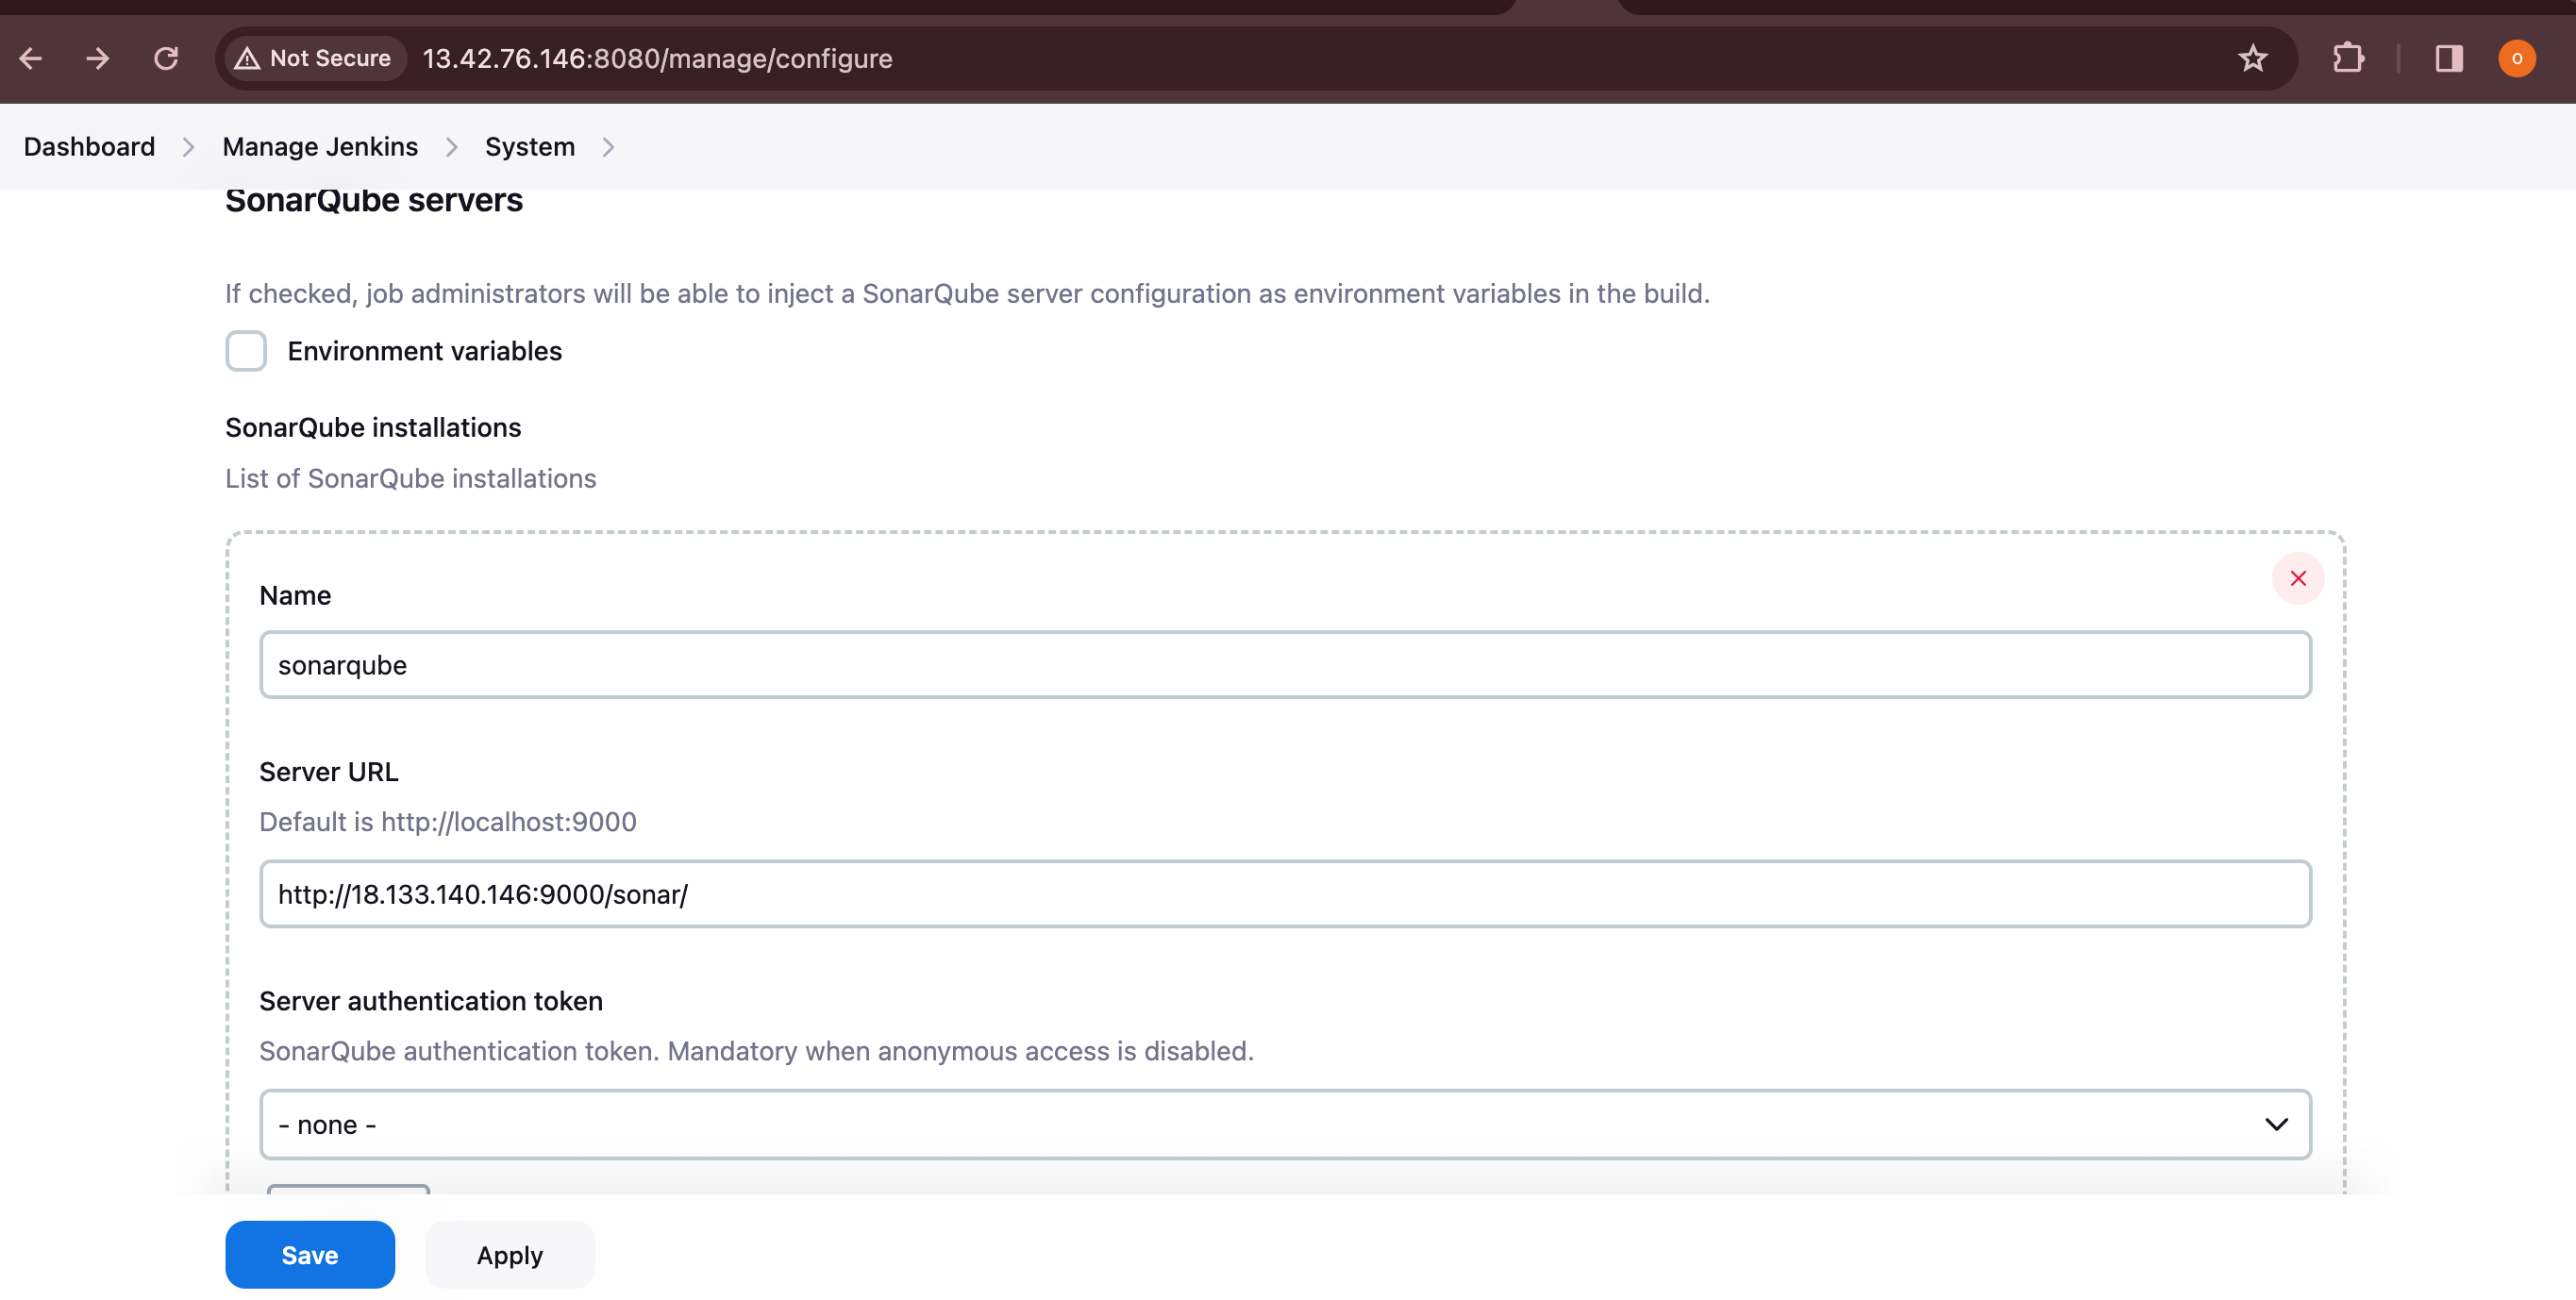 Not Secure 13.42.76.146:8080/manage/configure o
Dashboard Manage Jenkins System
SonarQube servers
If checked, job administrators will be able to inject a SonarQube server configuration as environment variables in the build.
Environment variables
SonarQube installations
List of SonarQube installations
Name
sonarqube
Server URL
Default is http://localhost:9000
http://18.133.140.146:9000/sonar/
Server authentication token
SonarQube authentication token. Mandatory when anonymous access is disabled.
- none -
Save Apply